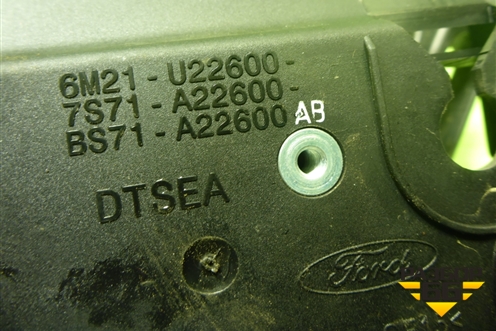 6M21-U22600-
7S71-A22600-
BS71-A22600 AB
DTSEA
Ford